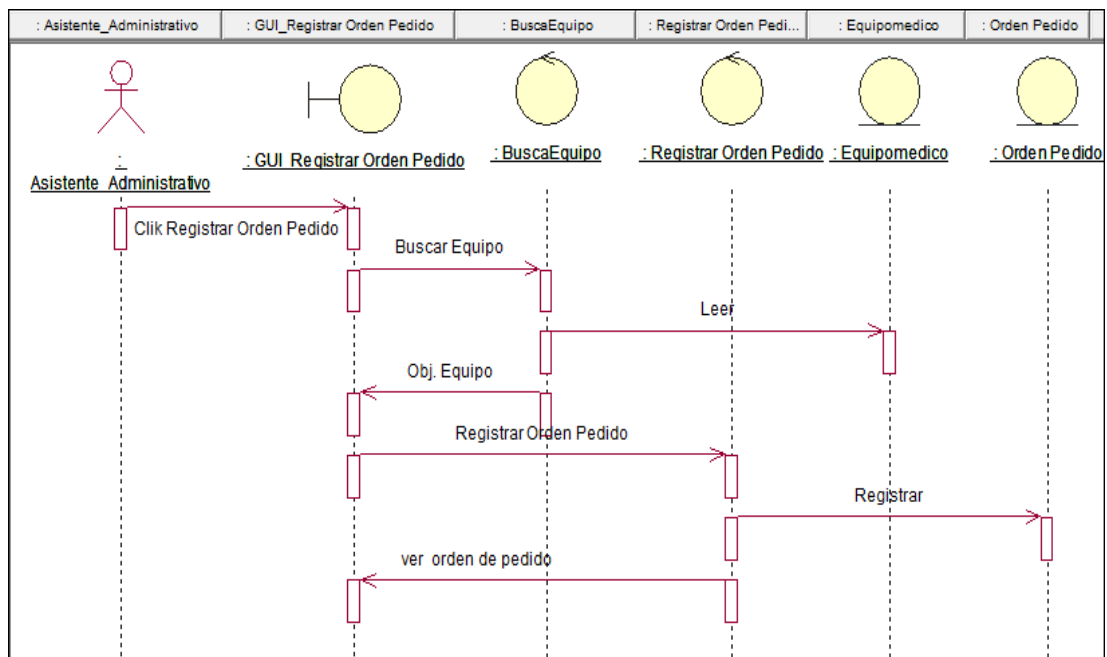 : Asistente_Administrativo
: GUI_Registrar Orden Pedido
: BuscaEquipo
: Registrar Orden Pedi...
: Equipomedico
: Orden Pedido
:
Asistente_Administrativo
: GUI_Registrar Orden Pedido
: BuscaEquipo
: Registrar Orden Pedido
: Equipomedico
: Orden Pedido
Clik Registrar Orden Pedido
Buscar Equipo
Leer
Obj. Equipo
Registrar Orden Pedido
Registrar
ver orden de pedido